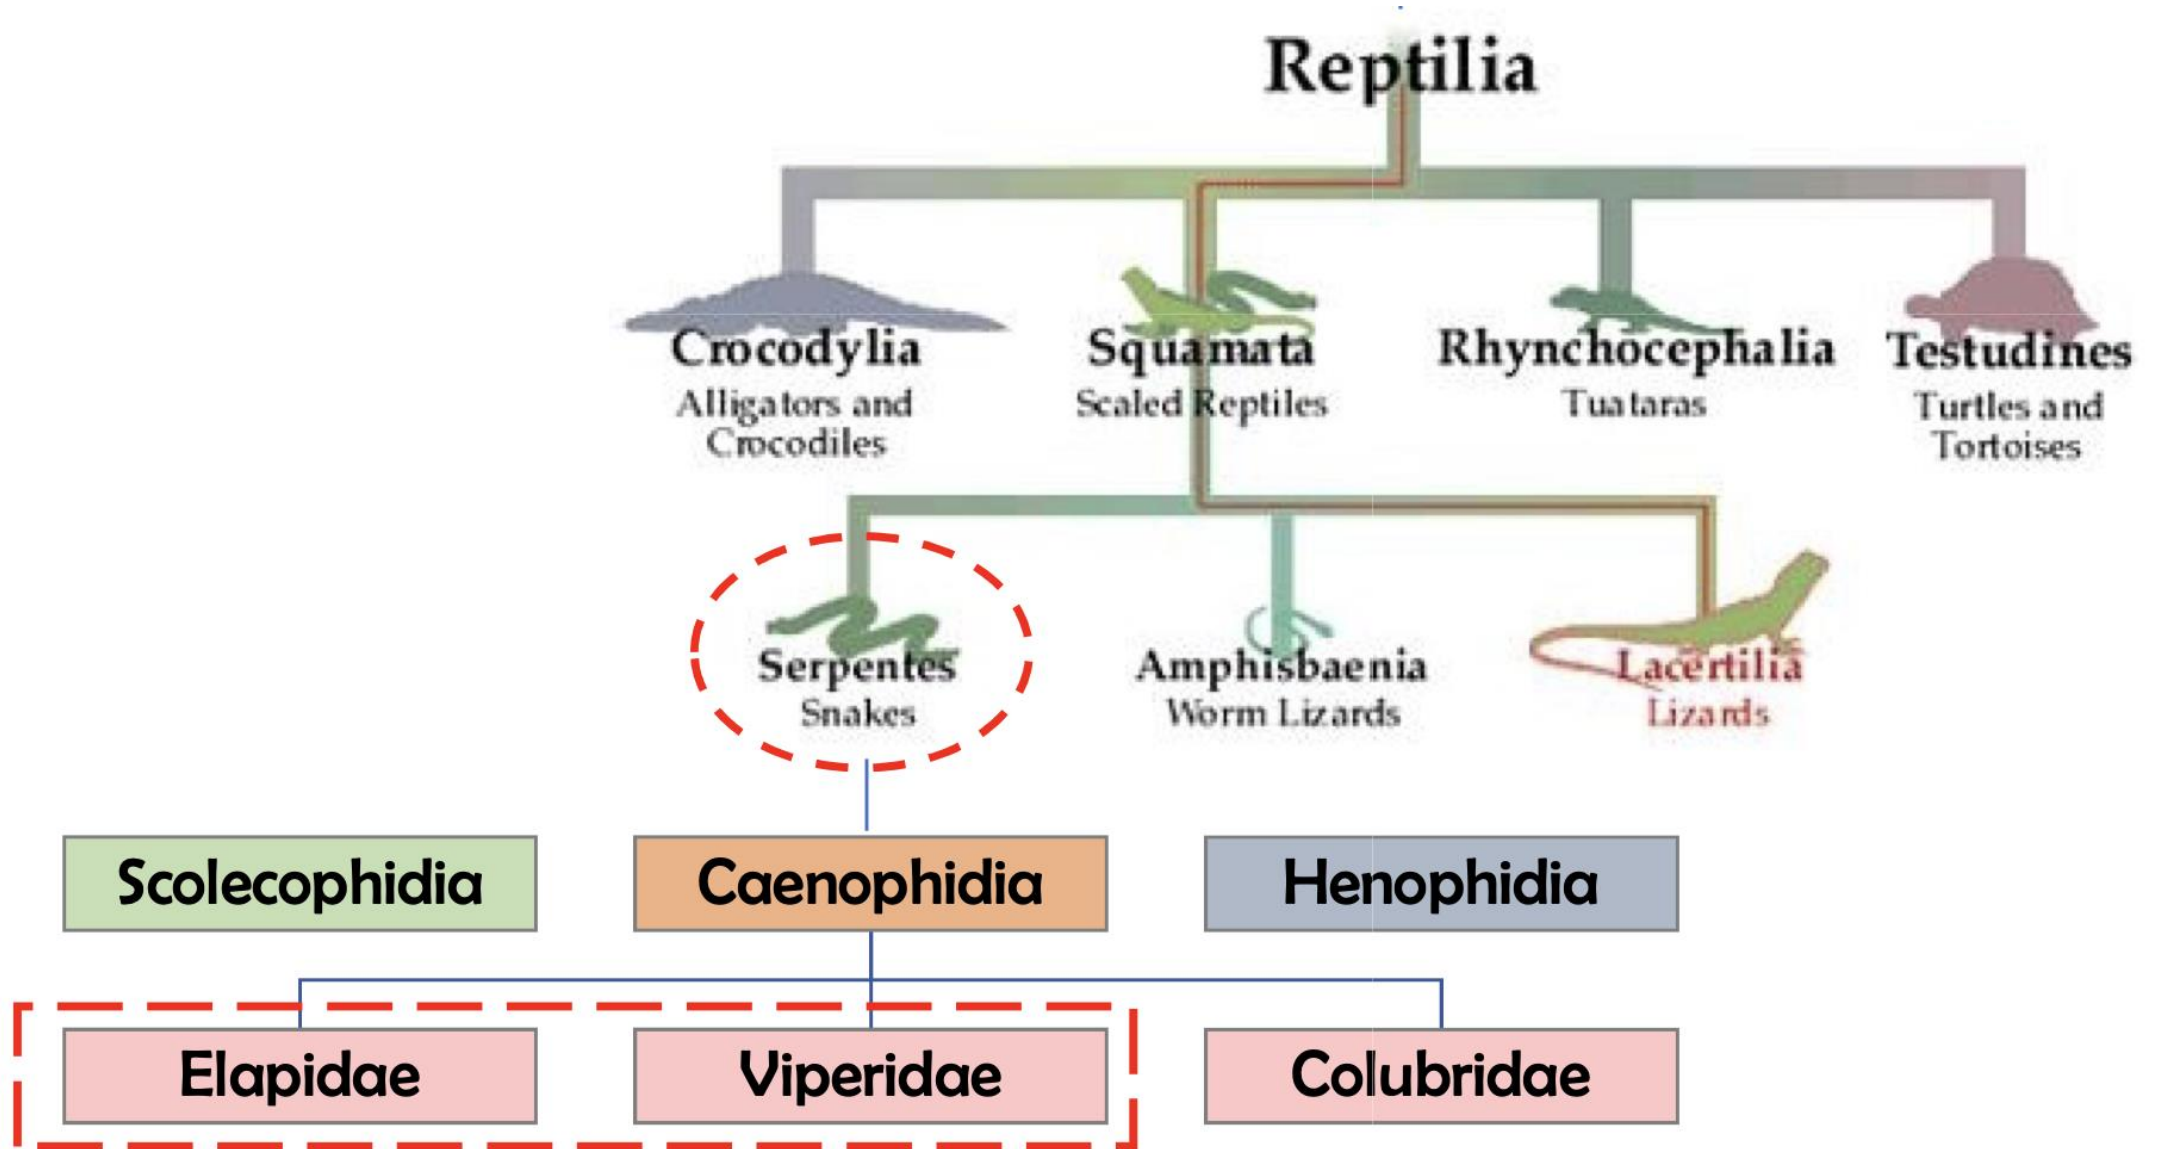 Reptilia
Crocodylia
Alligators and
Crocodiles
Squamata
Scaled Reptiles
Rhynchocephalia
Tuataras
Testudines
Turtles and
Tortoises
Serpentes
Snakes
Amphisbaenia
Worm Lizards
Lacertilia
Lizards
Scolecophidia
Caenophidia
Henophidia
Elapidae
Viperidae
Colubridae